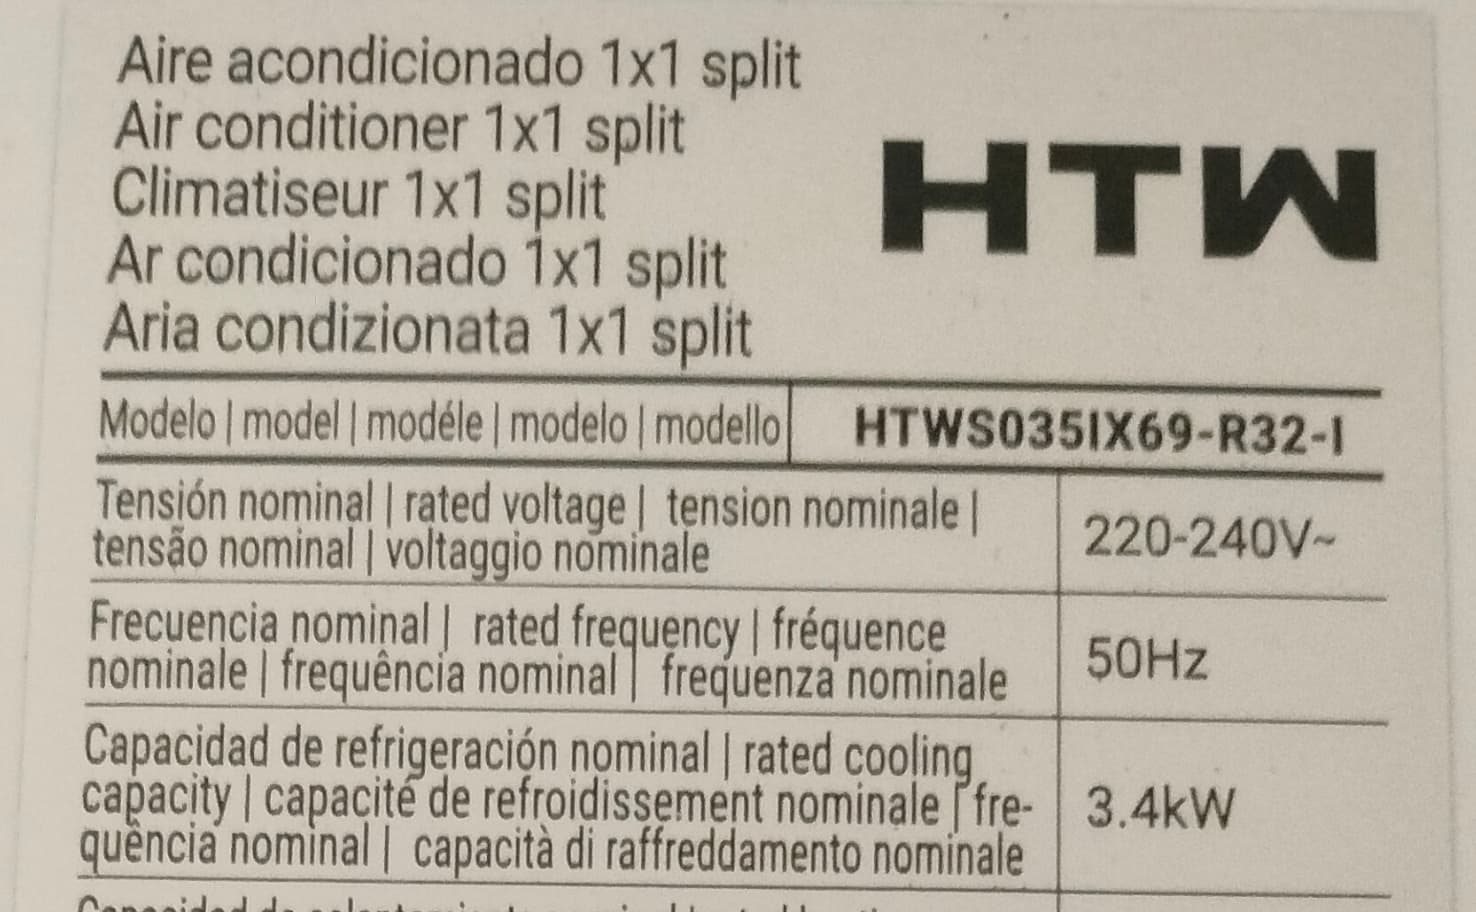 Aire acondicionado 1x1 split
Air conditioner 1x1 split
Climatiseur 1x1 split
Ar condicionado 1x1 split
Aria condizionata 1x1 split
HTW
Modelo | model | modéle | modelo | modello
HTWS035IX69-R32-I
Tensión nominal | rated voltage | tension nominale |
tensão nominal | voltaggio nominale
220-240V~
Frecuencia nominal | rated frequency | fréquence
nominale | frequência nominal | frequenza nominale
50Hz
Capacidad de refrigeración nominal | rated cooling
capacity | capacité de refroidissement nominale | fre-
quência nominal | capacità di raffreddamento nominale
3.4kW